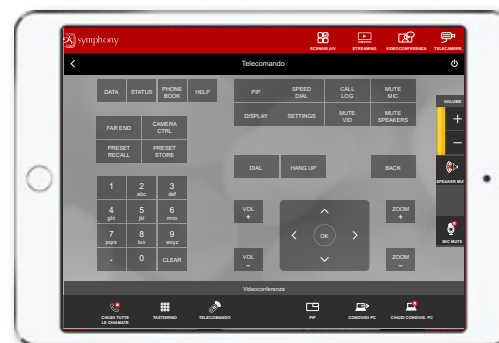 symphony
SCENARI A/V
STREAMING
VIDEOCONFERENZA
TELECAMERE
Telecomando
DATA
STATUS
PHONE
BOOK
HELP
PIP
SPEED
DIAL
CALL
LOG
MUTE
MIC
DISPLAY
SETTINGS
MUTE
VID
MUTE
SPEAKERS
FAR END
CAMERA
CTRL
PRESET
RECALL
PRESET
STORE
DIAL
HANG UP
BACK
1
2
abc
3
def
4
ghi
5
jkl
6
mno
7
pqrs
8
tuv
9
wxyz
.
0
CLEAR
VOL
+
VOL
–
OK
ZOOM
+
ZOOM
–
VOLUME
+
–
SPEAKER MUTE
MIC MUTE
Videoconferenza
CHIUDI TUTTE
LE CHIAMATE
TASTIERINO
TELECOMANDO
PIP
CONDIVIDI PC
CHIUDI CONDIVID. PC